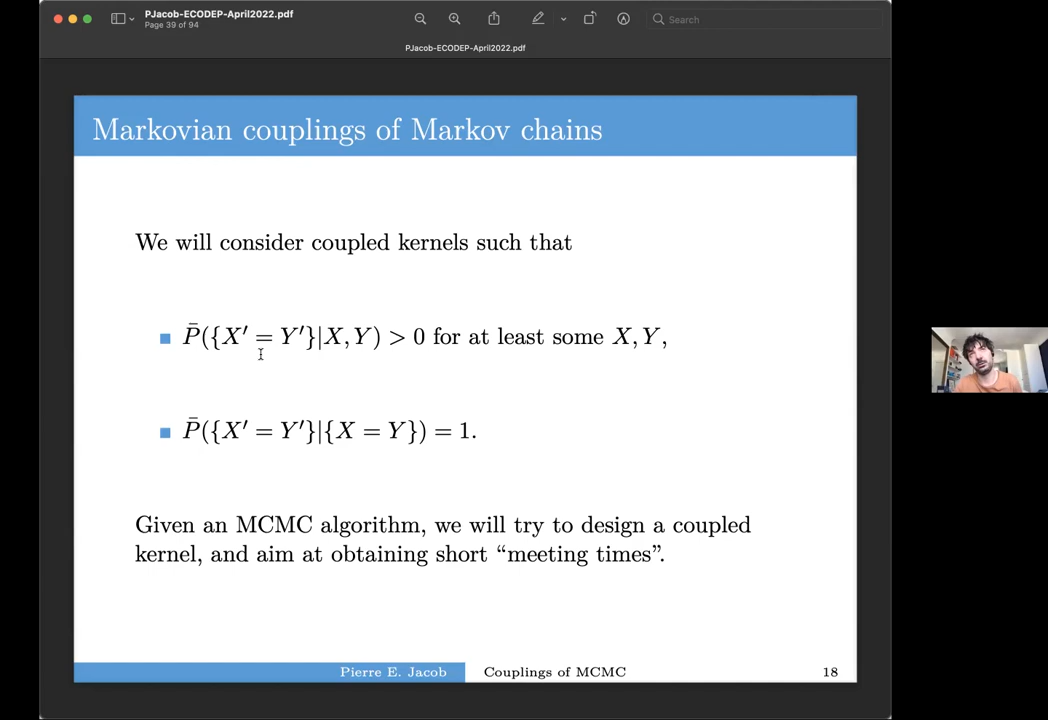 PJacob-ECODEP-April2022.pdf
Page 39 of 94
Search
PJacob-ECODEP-April2022.pdf
Markovian couplings of Markov chains
We will consider coupled kernels such that
P̄({X′ = Y′}|X, Y) > 0 for at least some X, Y,
P̄({X′ = Y′}|{X = Y}) = 1.
Given an MCMC algorithm, we will try to design a coupled
kernel, and aim at obtaining short “meeting times”.
Pierre E. Jacob Couplings of MCMC 18